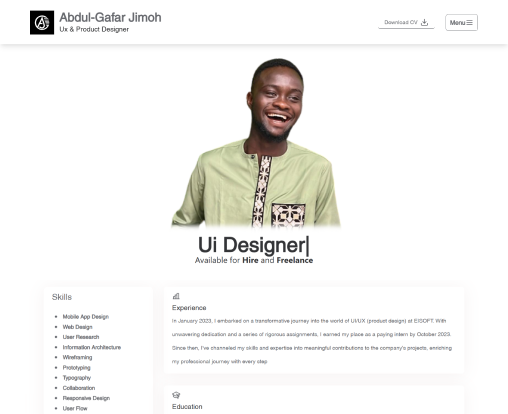 Abdul-Gafar Jimoh
Ux & Product Designer
Download CV
Menu
Ui Designer|
Available for Hire and Freelance
Skills
Mobile App Design
Web Design
User Research
Information Architecture
Wireframing
Prototyping
Typography
Collaboration
Responsive Design
User Flow
Experience
In January 2023, I embarked on a transformative journey into the world of UI/UX (product design) at EISOFT. With
unwavering dedication and a series of rigorous assignments, I earned my place as a paying intern by October 2023.
Since then, I've channeled my skills and expertise into meaningful contributions to the company's projects, enriching
my professional journey with every step
Education